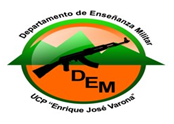 Departamento de Enseñanza Militar
DEM
UCP "Enrique José Varona"